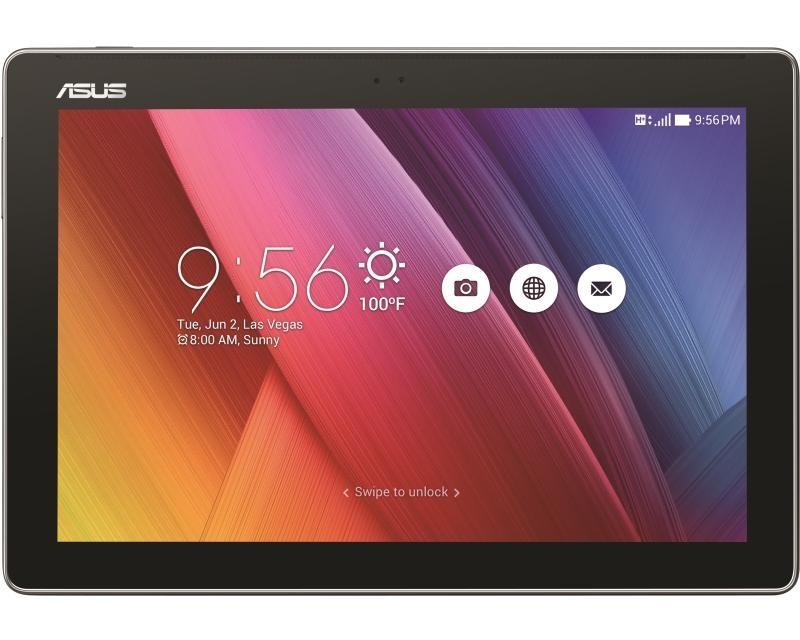 ASUS
H+ 9:56PM
9:56
100°F
Tue, Jun 2, Las Vegas
8:00 AM, Sunny
‹ Swipe to unlock ›